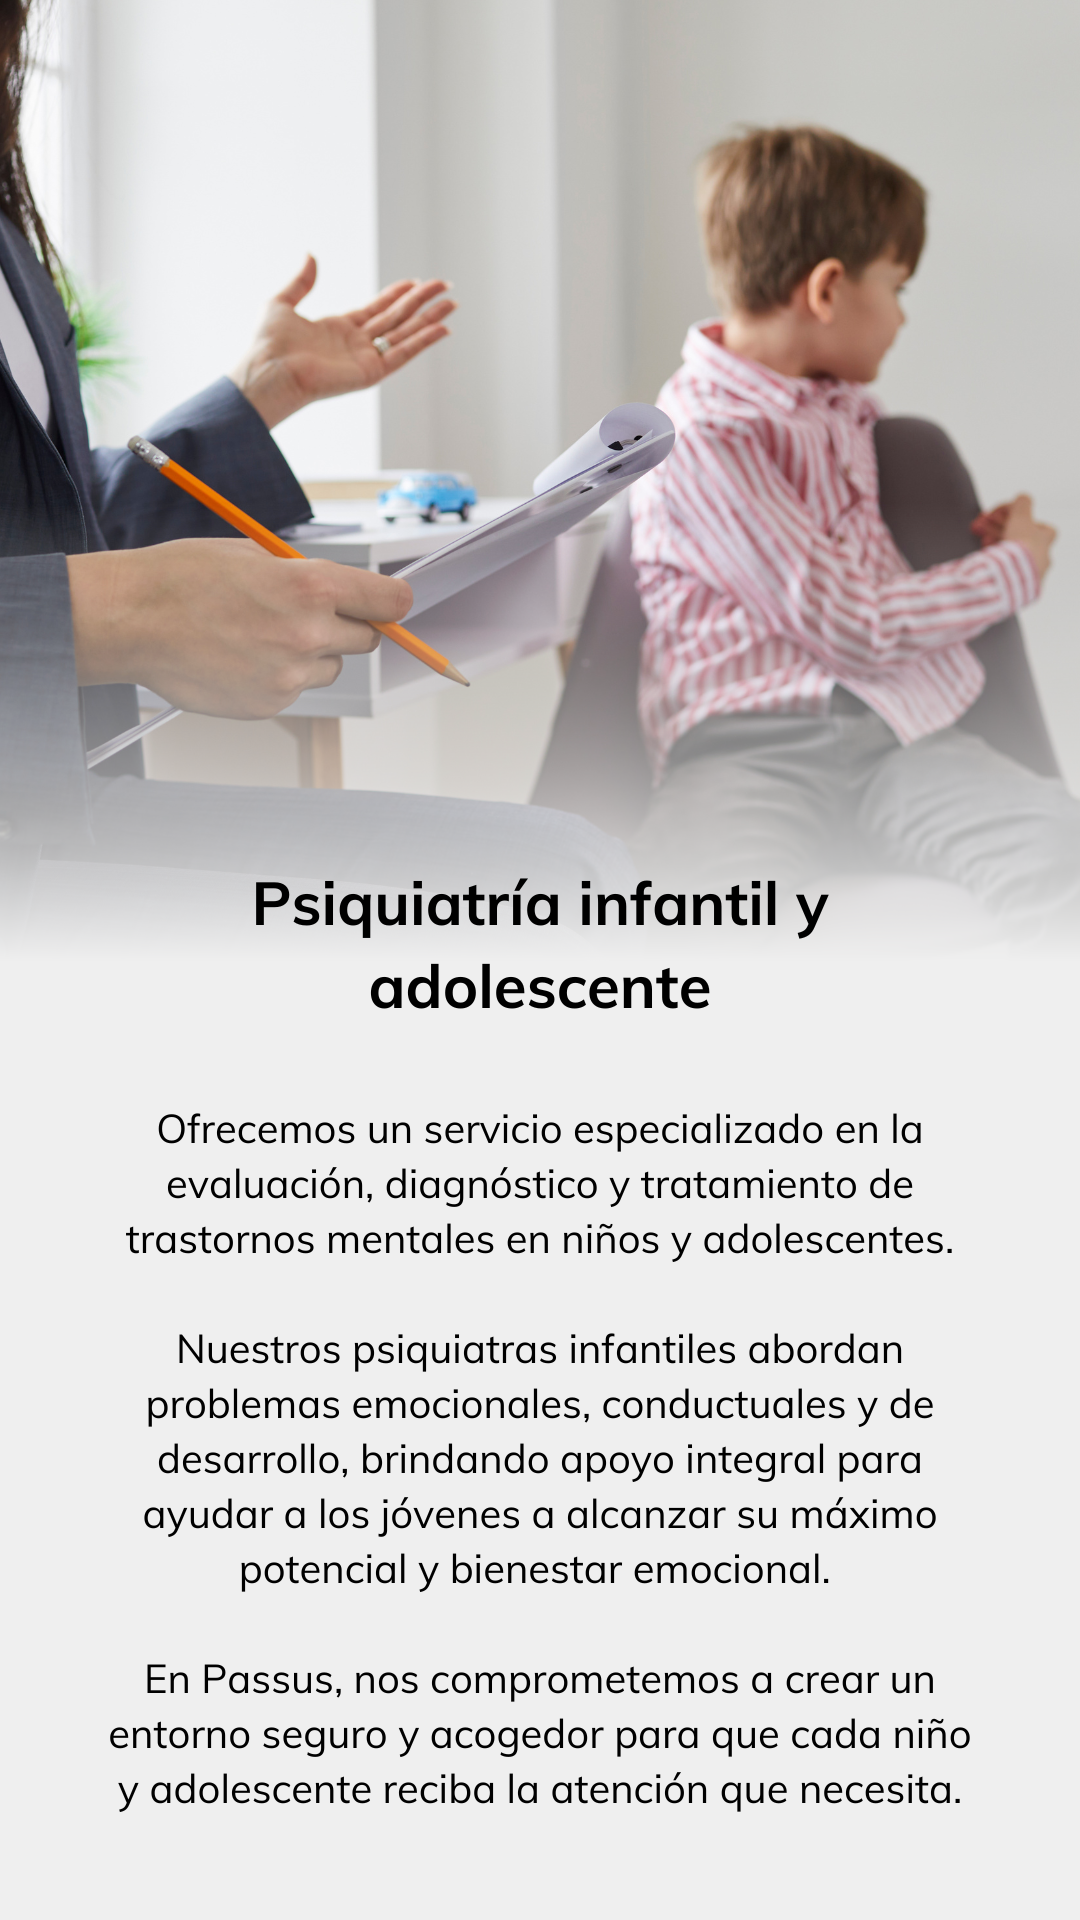 Psiquiatría infantil y
adolescente
Ofrecemos un servicio especializado en la
evaluación, diagnóstico y tratamiento de
trastornos mentales en niños y adolescentes.
Nuestros psiquiatras infantiles abordan
problemas emocionales, conductuales y de
desarrollo, brindando apoyo integral para
ayudar a los jóvenes a alcanzar su máximo
potencial y bienestar emocional.
En Passus, nos comprometemos a crear un
entorno seguro y acogedor para que cada niño
y adolescente reciba la atención que necesita.